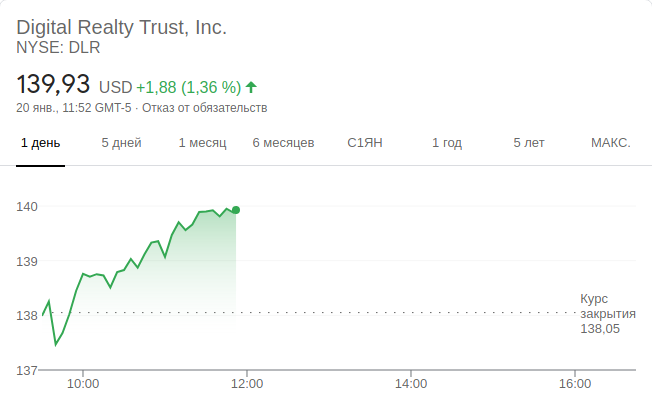 Digital Realty Trust, Inc.
NYSE: DLR
139,93 USD +1,88 (1,36 %)
20 янв., 11:52 GMT-5 · Отказ от обязательств
1 день 5 дней 1 месяц 6 месяцев С1ЯН 1 год 5 лет МАКС.
140
139
138
137
Курс
закрытия
138,05
10:00 12:00 14:00 16:00